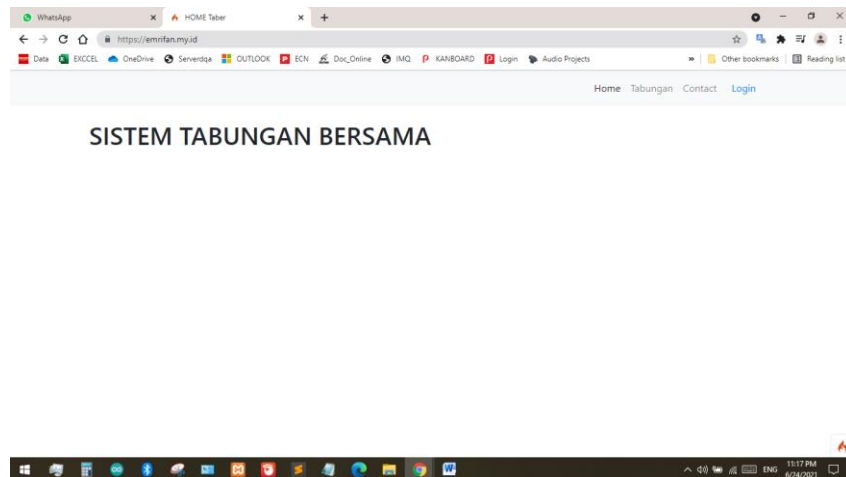 WhatsApp HOME Taber
https://emrifan.my.id
Data EXCCEL OneDrive Serverdqa OUTLOOK ECN Doc_Online IMQ KANBOARD Login Audio Projects » Other bookmarks Reading list
Home Tabungan Contact Login
SISTEM TABUNGAN BERSAMA
ENG 11:17 PM
6/24/2021